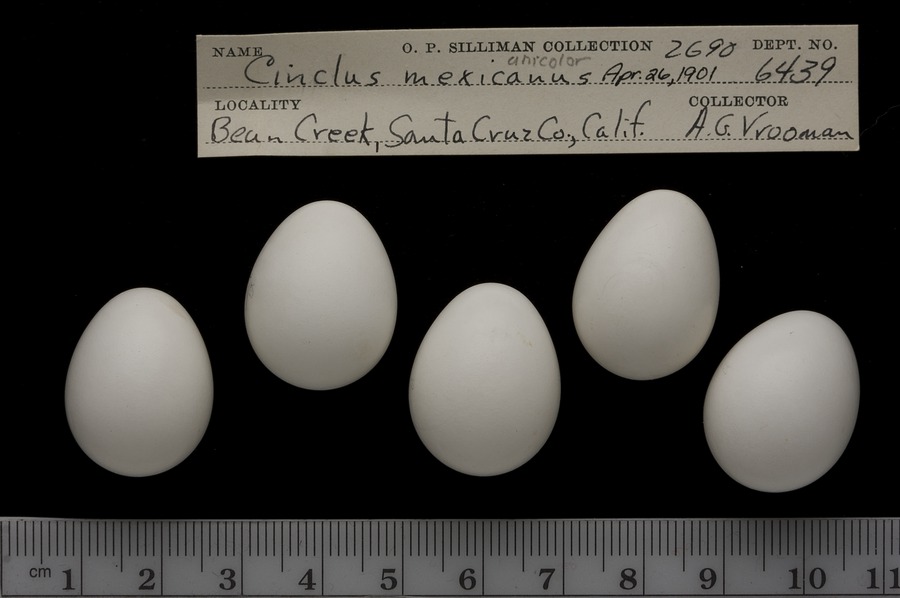 NAME O. P. SILLIMAN COLLECTION 2690 DEPT. NO.
unicolor
Cinclus mexicanus Apr. 26, 1901 6439
LOCALITY COLLECTOR
Bean Creek, Santa Cruz Co., Calif. A. G. Vrooman
cm 1 2 3 4 5 6 7 8 9 10 11